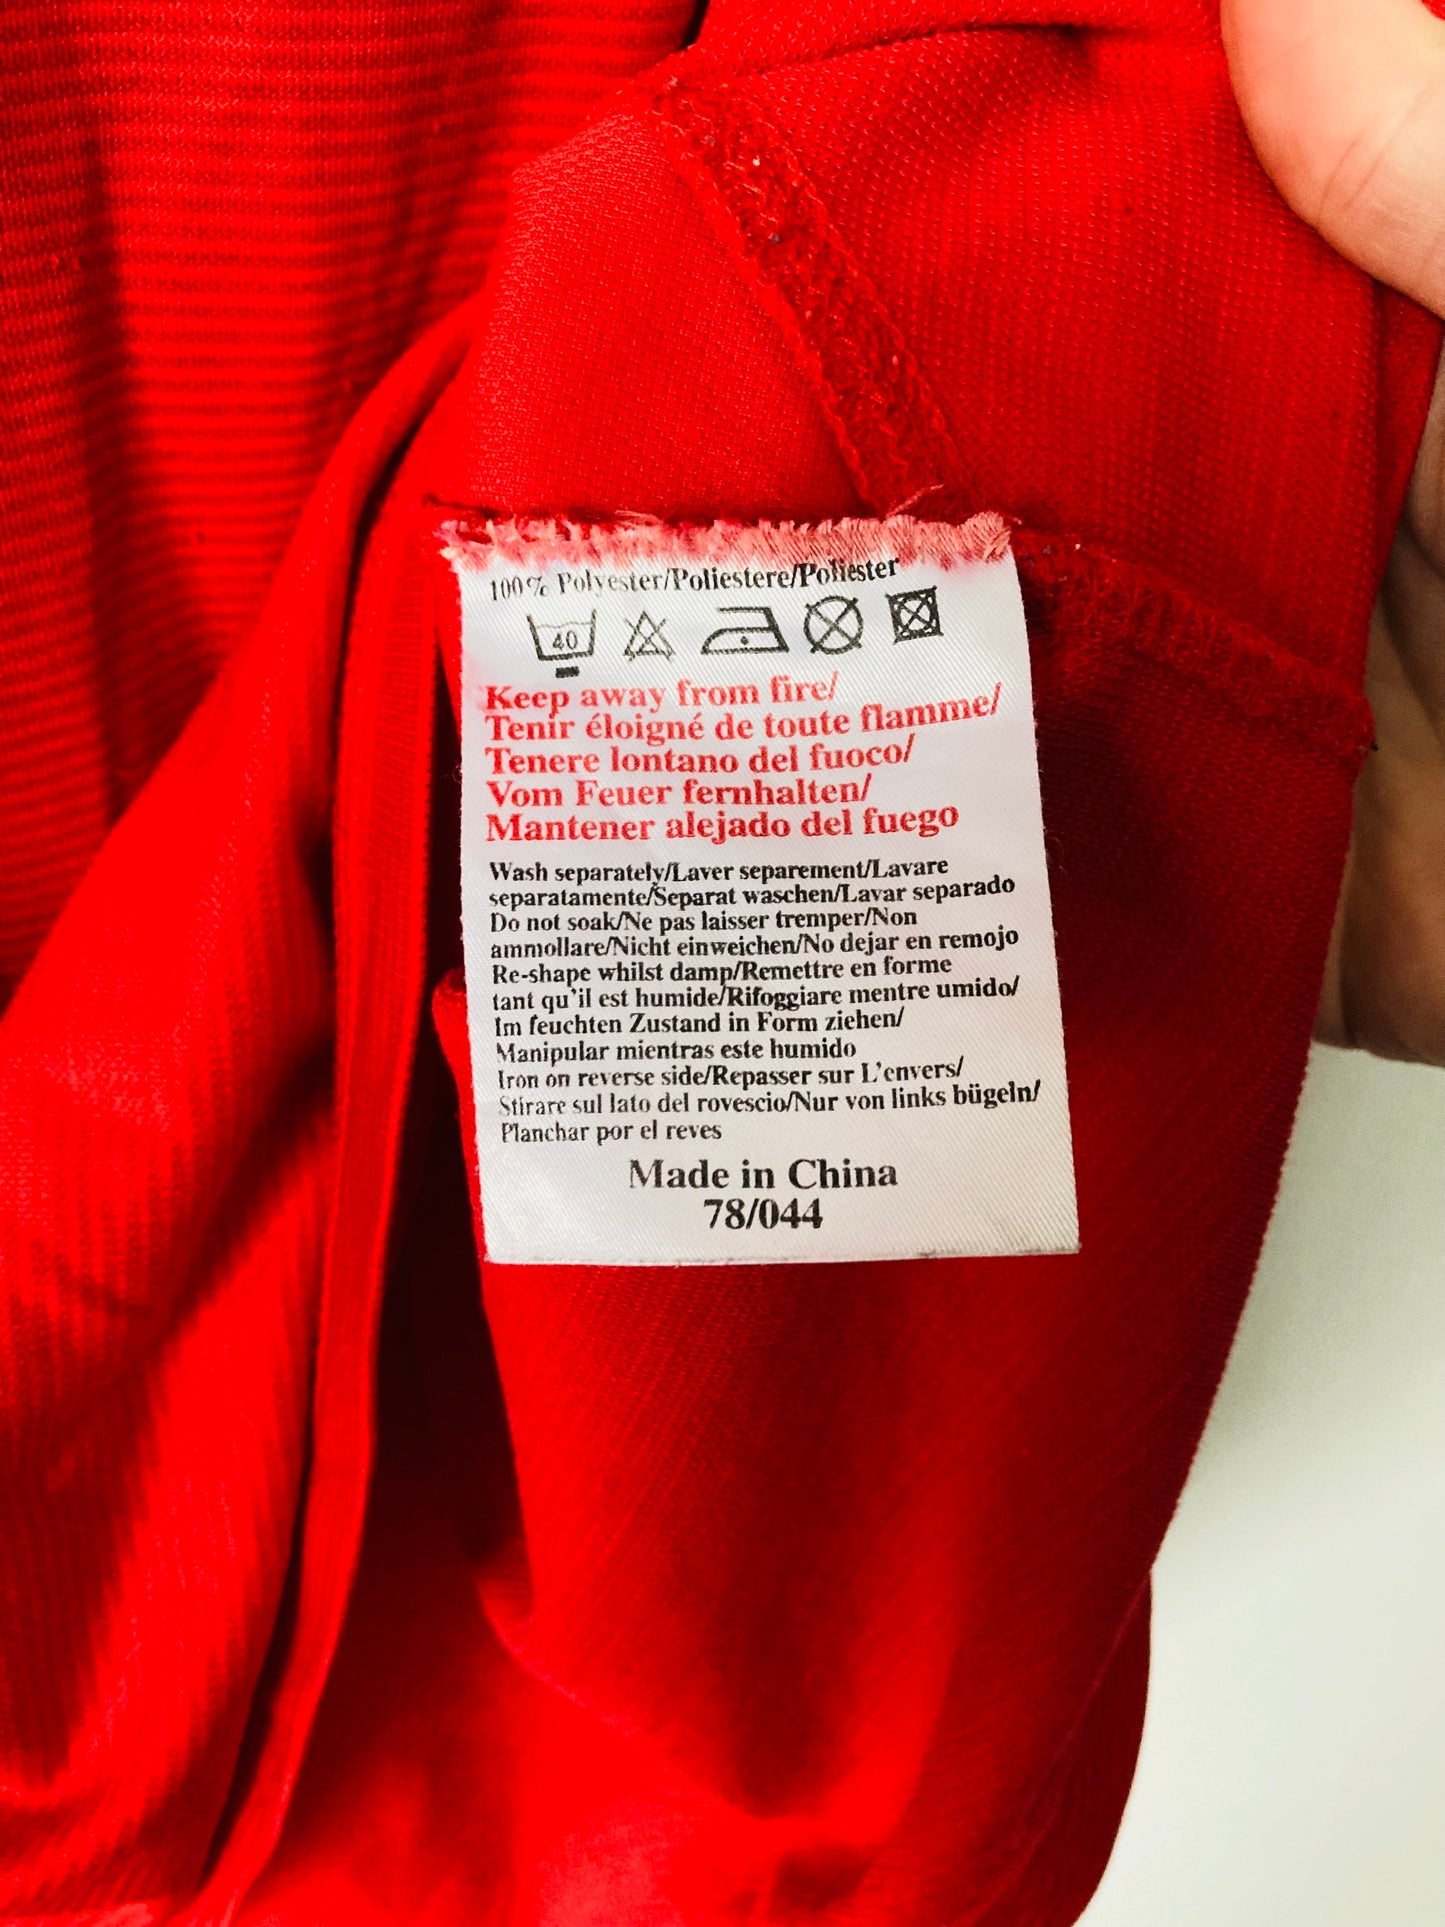 100% Polyester/Poliestere/Poliester
40
Keep away from fire/
Tenir éloigné de toute flamme/
Tenere lontano del fuoco/
Vom Feuer fernhalten/
Mantener alejado del fuego
Wash separately/Laver separement/Lavare
separatamente/Separat waschen/Lavar separado
Do not soak/Ne pas laisser tremper/Non
ammollare/Nicht einweichen/No dejar en remojo
Re-shape whilst damp/Remettre en forme
tant qu'il est humide/Rifoggiare mentre umido/
Im feuchten Zustand in Form ziehen/
Manipular mientras este humido
Iron on reverse side/Repasser sur L'envers/
Stirare sul lato del rovescio/Nur von links bügeln/
Planchar por el reves
Made in China
78/044